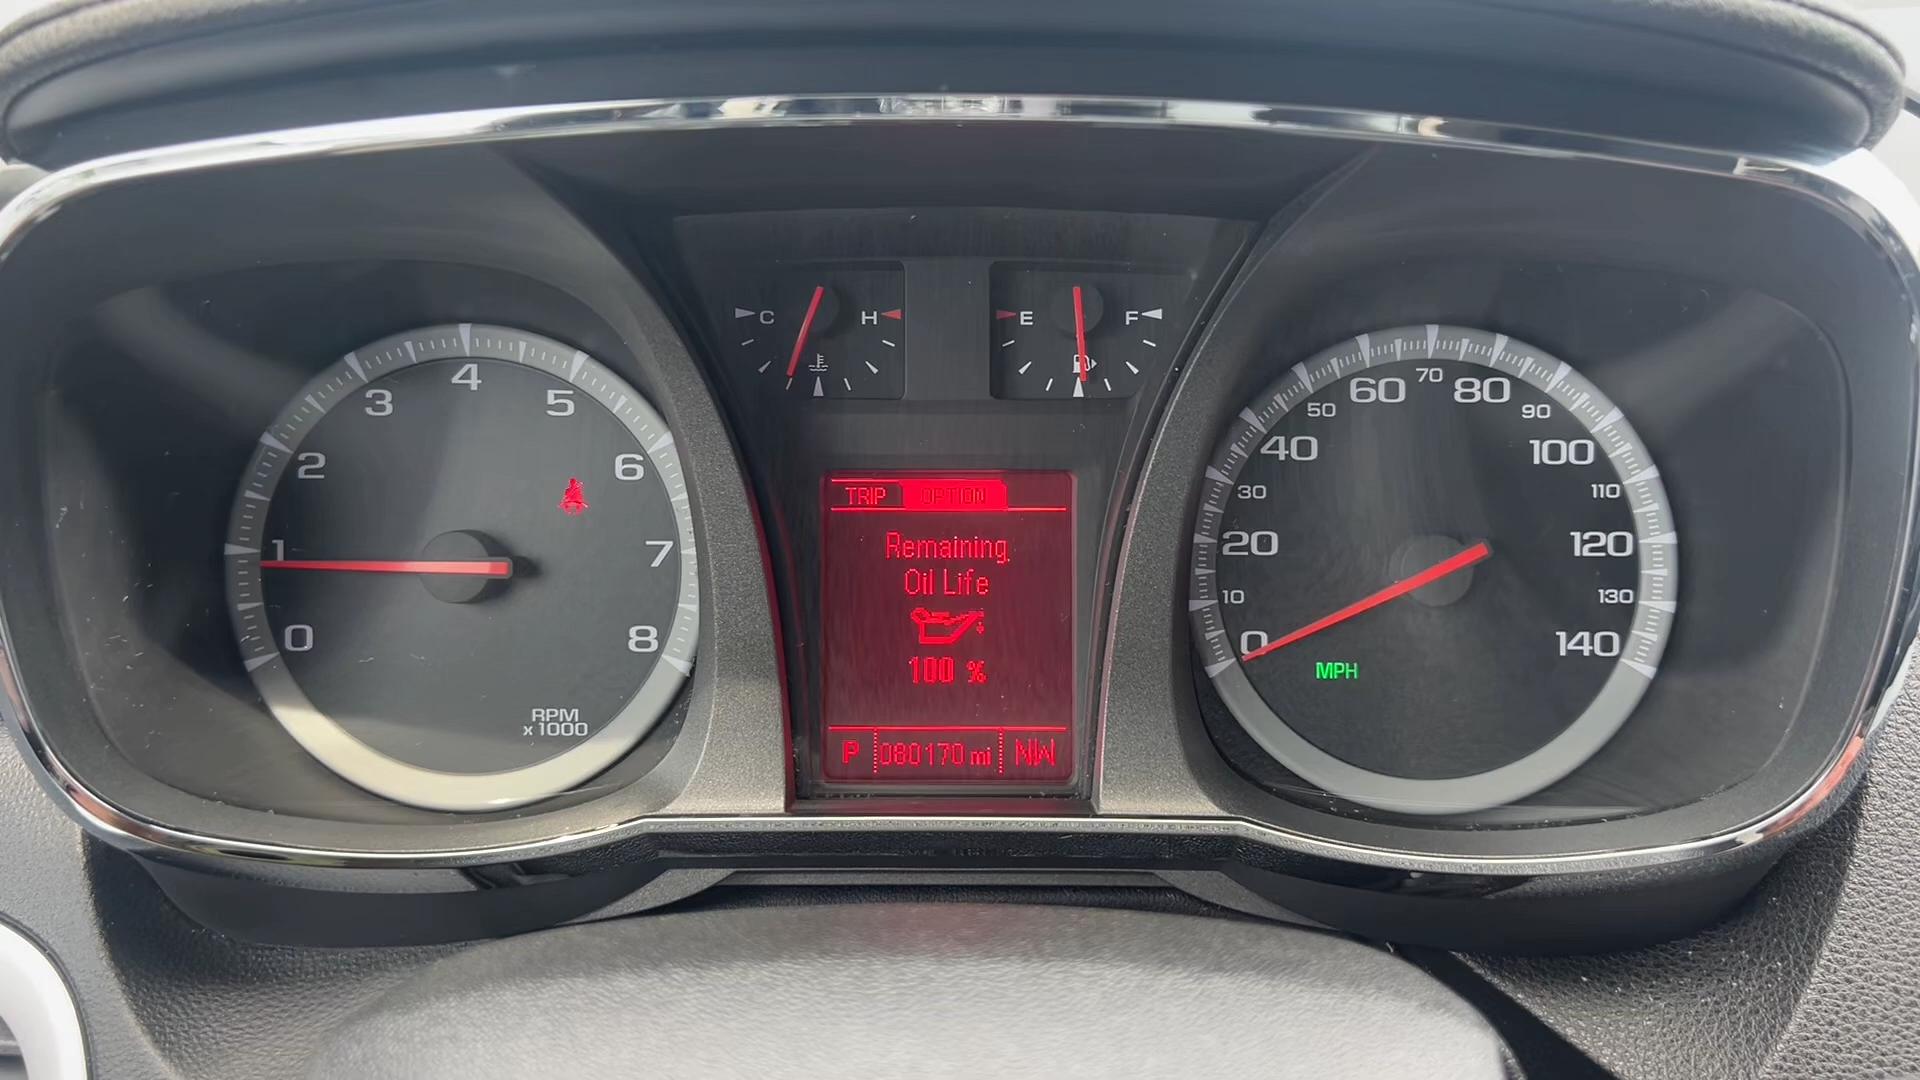 C H
E F
0 1 2 3 4 5 6 7 8
RPM
x 1000
TRIP OPTION
Remaining
Oil Life
100 %
P 080170 mi NW
0 10 20 30 40 50 60 70 80 90 100 110 120 130 140
MPH